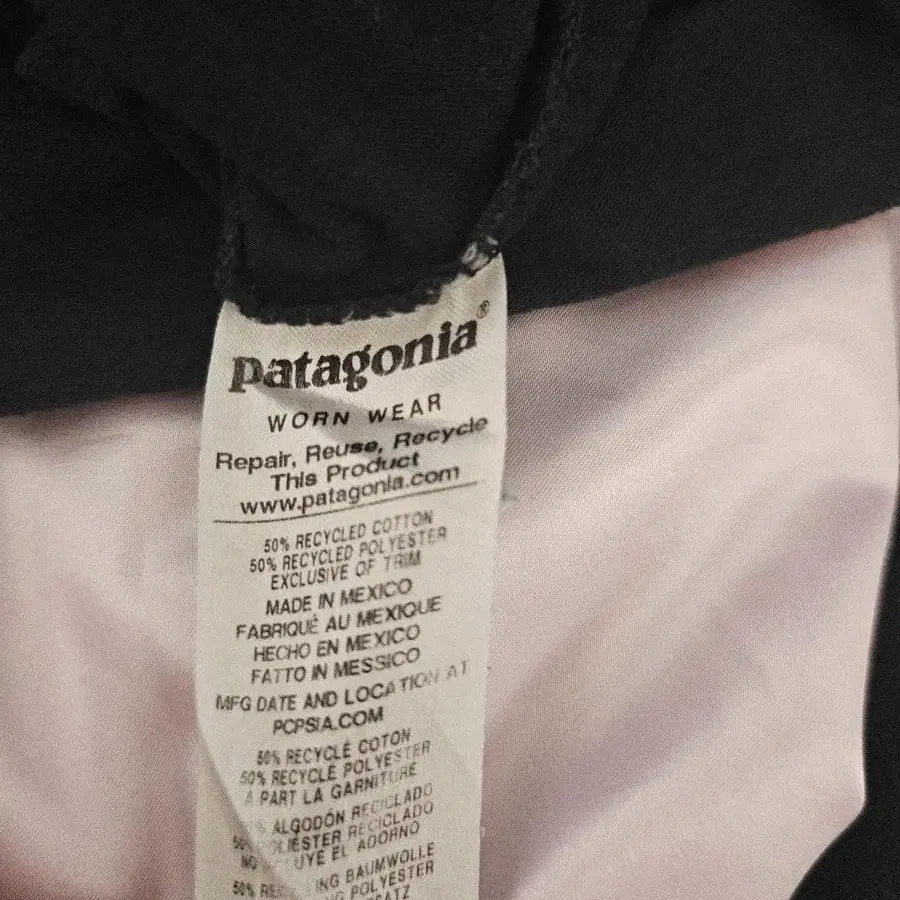 patagonia®
WORN WEAR
Repair, Reuse, Recycle
This Product
www.patagonia.com
50% RECYCLED COTTON
50% RECYCLED POLYESTER
EXCLUSIVE OF TRIM
MADE IN MEXICO
FABRIQUÉ AU MEXIQUE
HECHO EN MEXICO
FATTO IN MESSICO
MFG DATE AND LOCATION AT
PCPSIA.COM
50% RECYCLÉ COTON
50% RECYCLÉ POLYESTER
À PART LA GARNITURE
ALGODÓN RECICLADO
RECICLADO
EL ADORNO
50%
BAUMWOLLE
POLYESTER